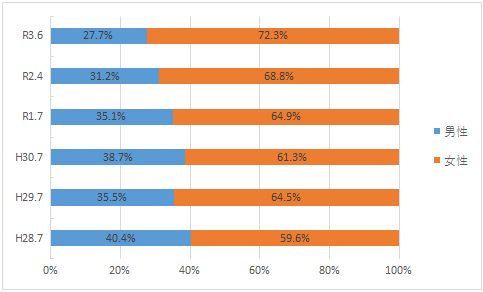 R3.6 27.7% 72.3%
R2.4 31.2% 68.8%
R1.7 35.1% 64.9%
H30.7 38.7% 61.3%
H29.7 35.5% 64.5%
H28.7 40.4% 59.6%
0% 20% 40% 60% 80% 100%
男性
女性